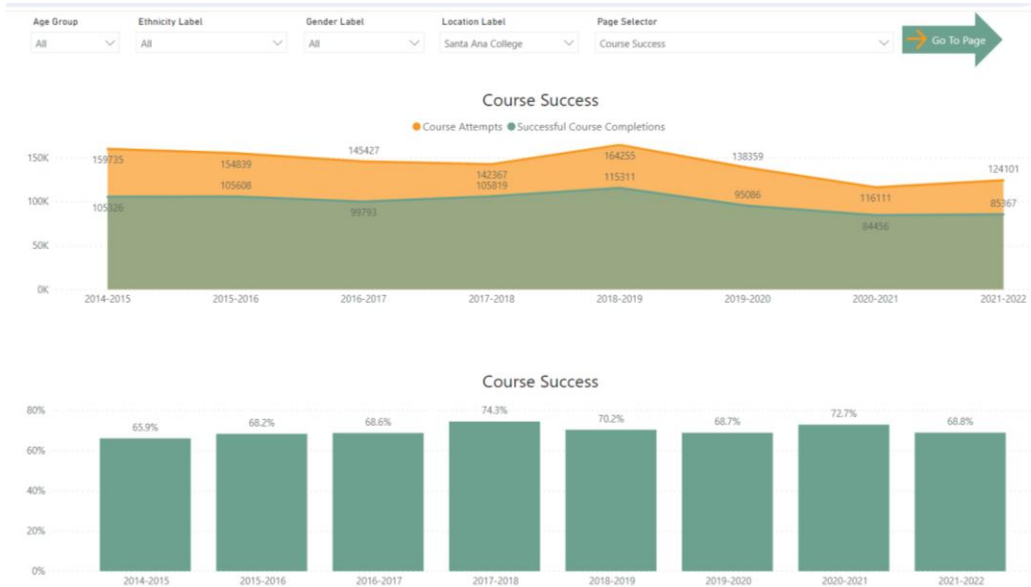 Age Group Ethnicity Label Gender Label Location Label Page Selector
All All All Santa Ana College Course Success Go To Page
Course Success
Course Attempts Successful Course Completions
150K 159735 154839 145427 142367 164255 138359 116111 124101
100K 105326 105608 99793 105819 115311 95086 84456 85367
50K
0K
2014-2015 2015-2016 2016-2017 2017-2018 2018-2019 2019-2020 2020-2021 2021-2022
Course Success
80%
65.9% 68.2% 68.6% 74.3% 70.2% 68.7% 72.7% 68.8%
60%
40%
20%
0%
2014-2015 2015-2016 2016-2017 2017-2018 2018-2019 2019-2020 2020-2021 2021-2022